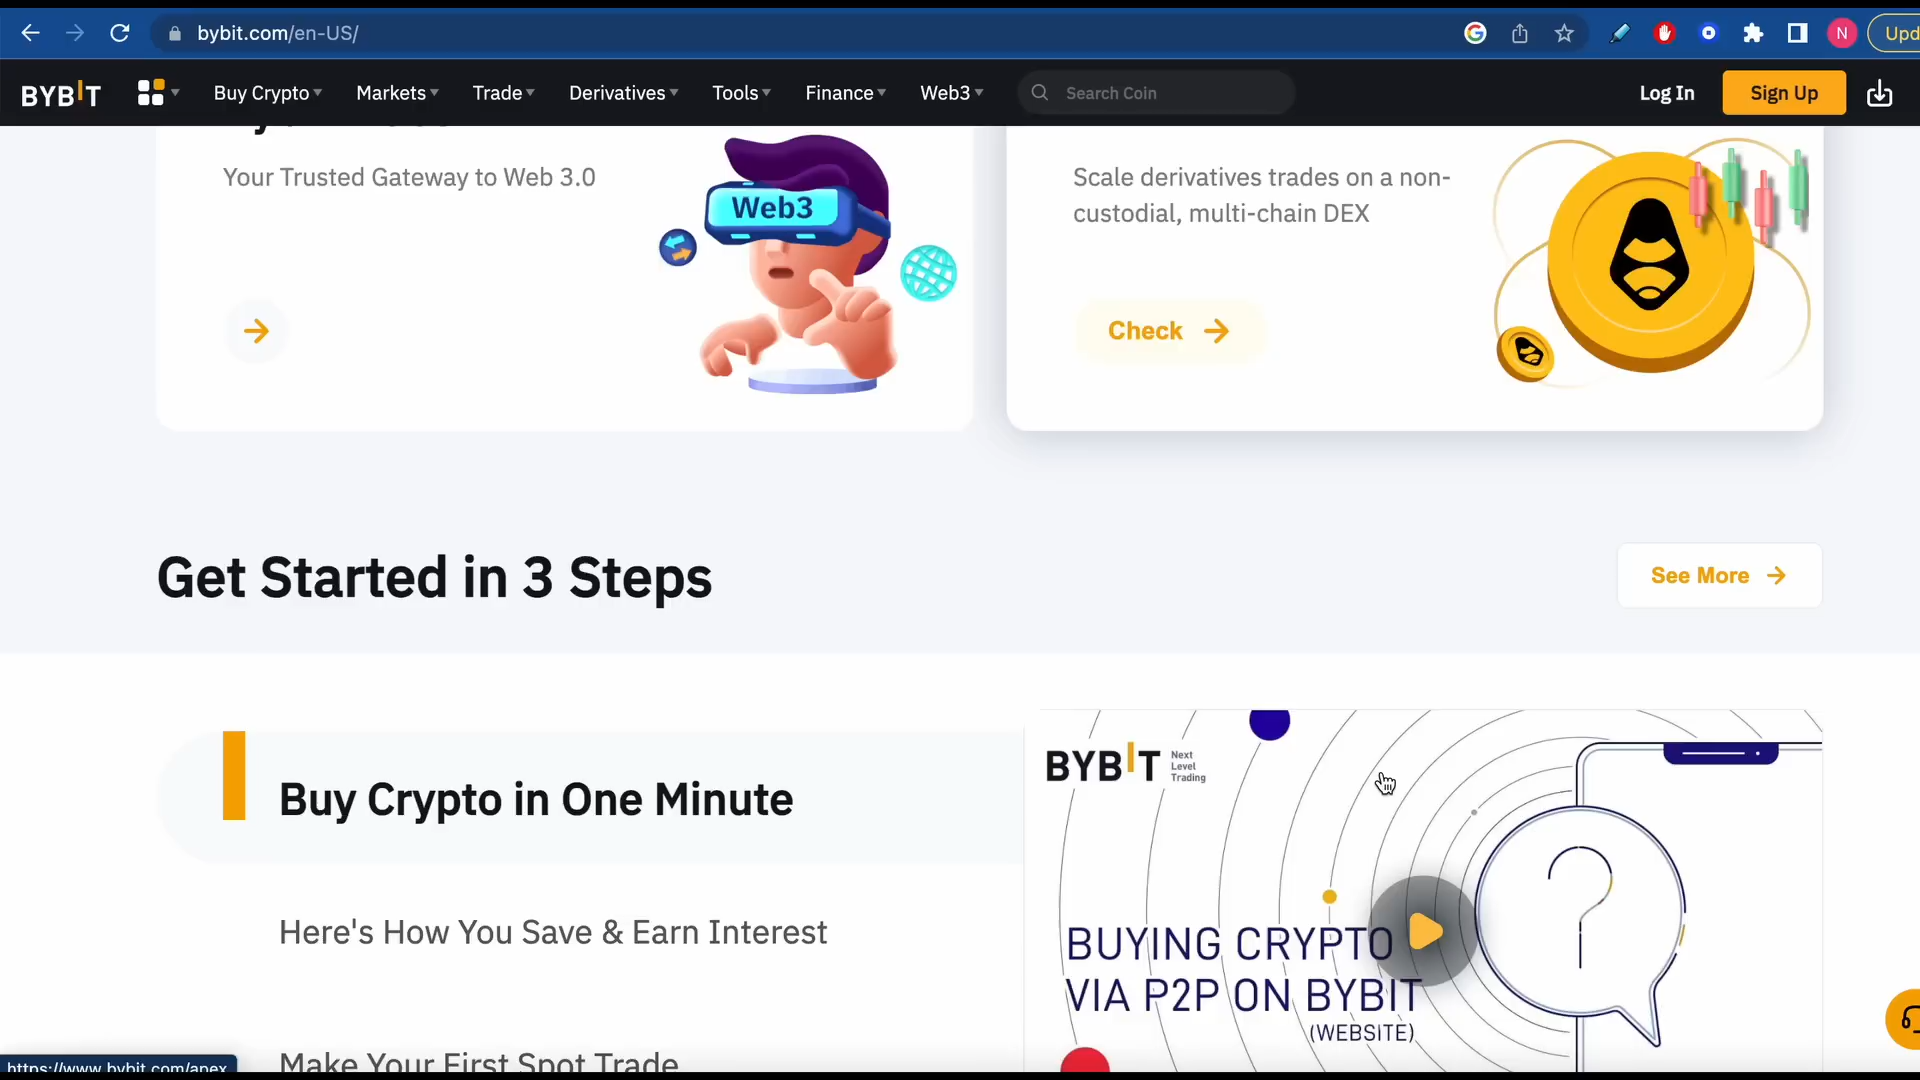 bybit.com/en-US/
N
Upd
BYBIT
Buy Crypto
Markets
Trade
Derivatives
Tools
Finance
Web3
Search Coin
Log In
Sign Up
Your Trusted Gateway to Web 3.0
Web3
Scale derivatives trades on a non-
custodial, multi-chain DEX
Check
Get Started in 3 Steps
See More
Buy Crypto in One Minute
Here's How You Save & Earn Interest
Make Your First Spot Trade
BYBIT
Next
Level
Trading
BUYING CRYPTO
VIA P2P ON BYBIT
(WEBSITE)
https://www.bybit.com/apex